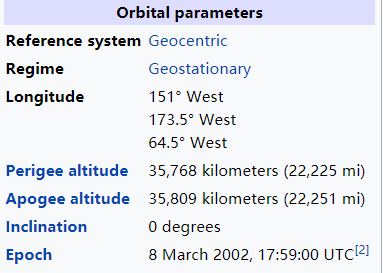 Orbital parameters
Reference system Geocentric
Regime Geostationary
Longitude 151° West
173.5° West
64.5° West
Perigee altitude 35,768 kilometers (22,225 mi)
Apogee altitude 35,809 kilometers (22,251 mi)
Inclination 0 degrees
Epoch 8 March 2002, 17:59:00 UTC[2]